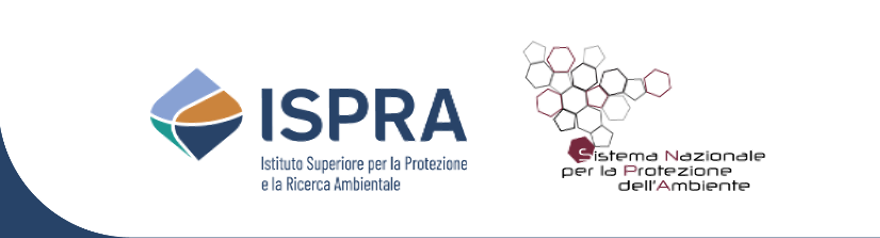 ISPRA
Istituto Superiore per la Protezione
e la Ricerca Ambientale
Sistema Nazionale
per la Protezione
dell'Ambiente